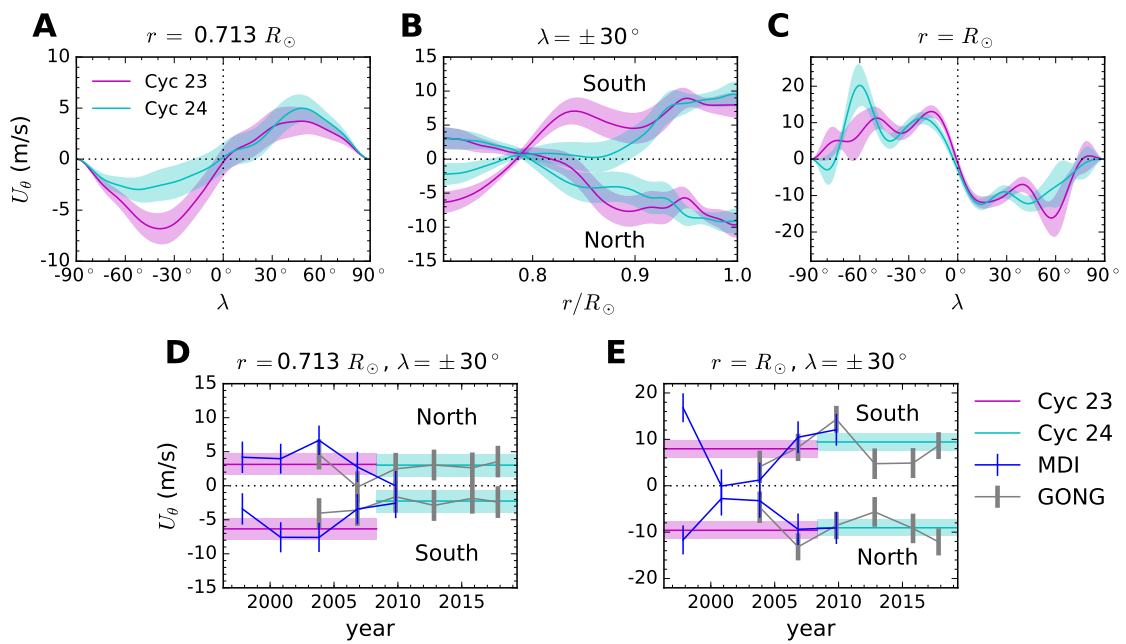 A
r = 0.713 R⊙
B
λ = ± 30°
C
r = R⊙
10
5
0
-5
-10
Uθ (m/s)
Cyc 23
Cyc 24
-90° -60° -30° 0° 30° 60° 90°
λ
15
10
5
0
-5
-10
-15
South
North
0.8 0.9 1.0
r/R⊙
20
10
0
-10
-20
-90° -60° -30° 0° 30° 60° 90°
λ
D
r = 0.713 R⊙, λ = ± 30°
E
r = R⊙, λ = ± 30°
15
10
5
0
-5
-10
-15
Uθ (m/s)
North
South
2000 2005 2010 2015
year
20
10
0
-10
-20
South
North
2000 2005 2010 2015
year
Cyc 23
Cyc 24
MDI
GONG